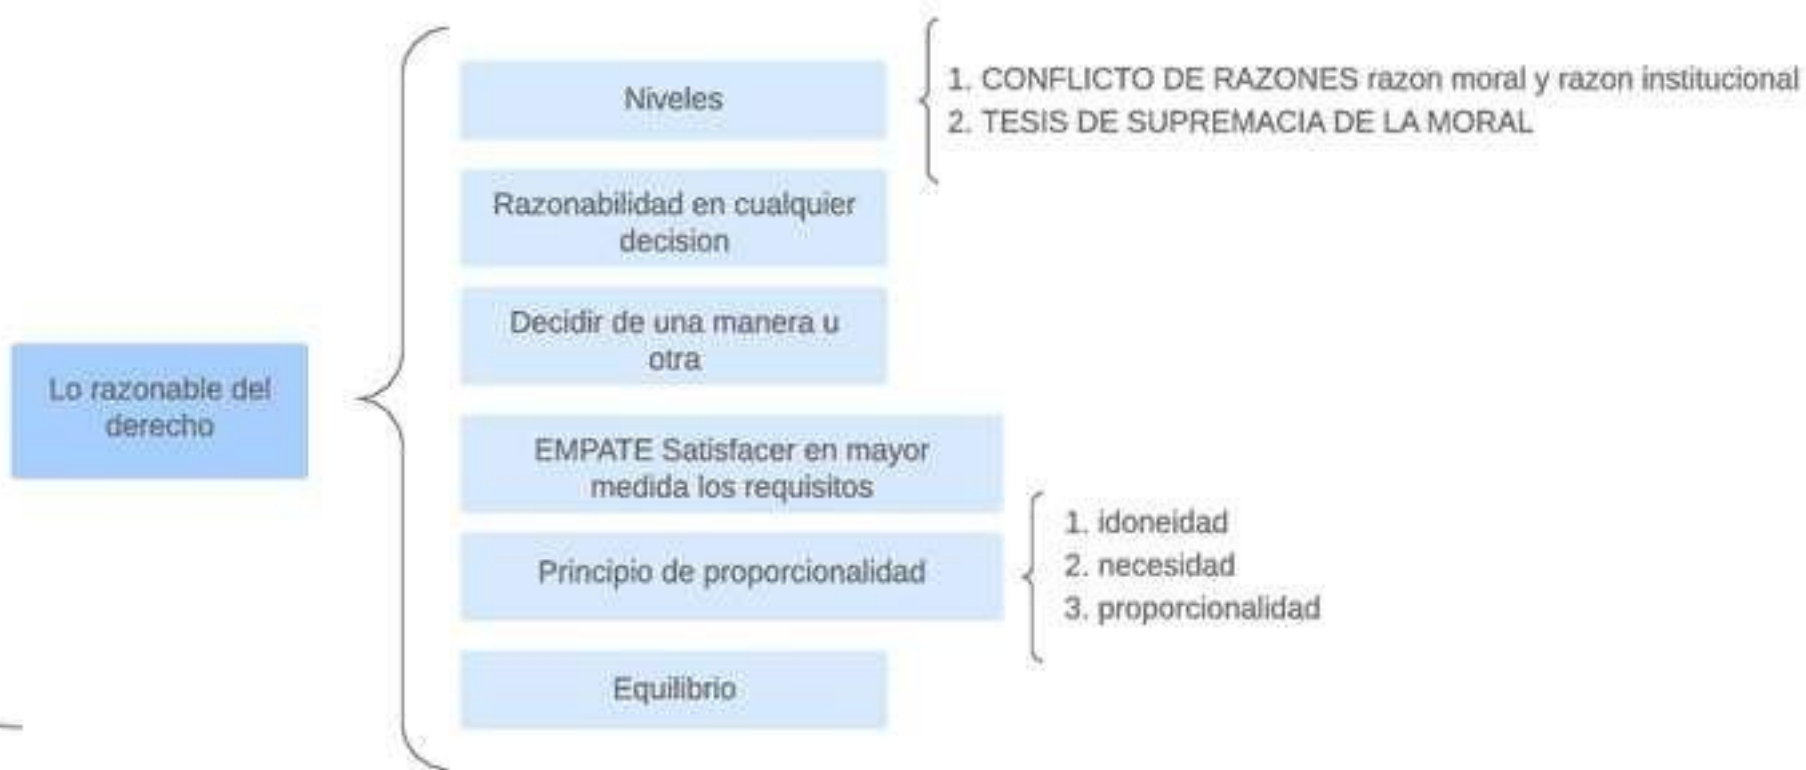 Niveles
1. CONFLICTO DE RAZONES razon moral y razon institucional
2. TESIS DE SUPREMACIA DE LA MORAL
Razonabilidad en cualquier
decision
Decidir de una manera u
otra
Lo razonable del
derecho
EMPATE Satisfacer en mayor
medida los requisitos
Principio de proporcionalidad
1. idoneidad
2. necesidad
3. proporcionalidad
Equilibrio